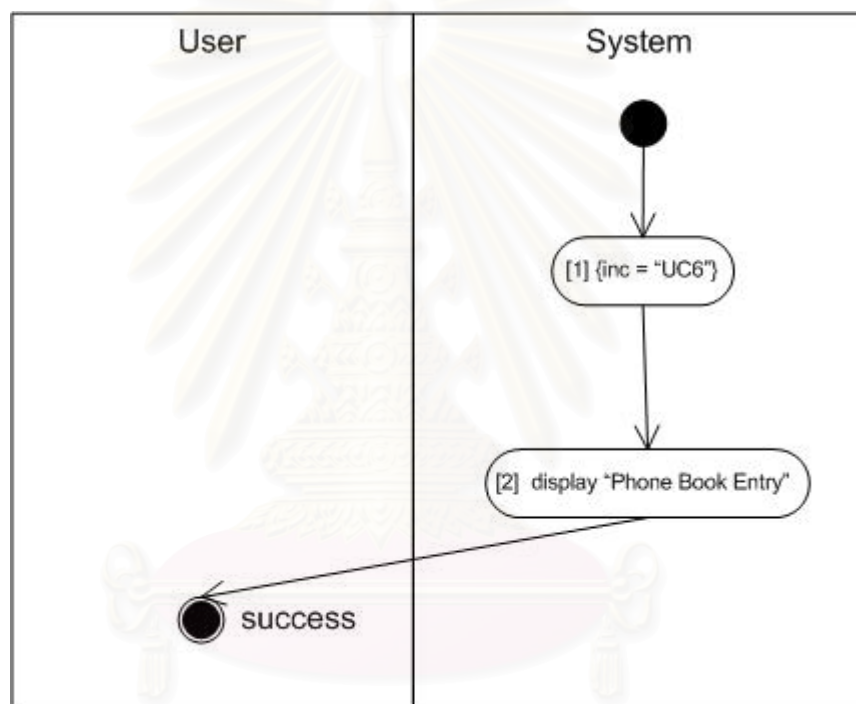 User
System
[1] {inc = “UC6”}
[2] display “Phone Book Entry”
success